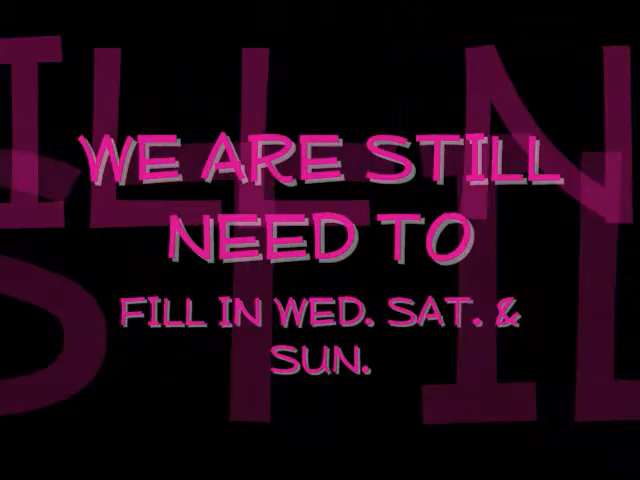 WE ARE STILL
NEED TO
FILL IN WED. SAT. &
SUN.